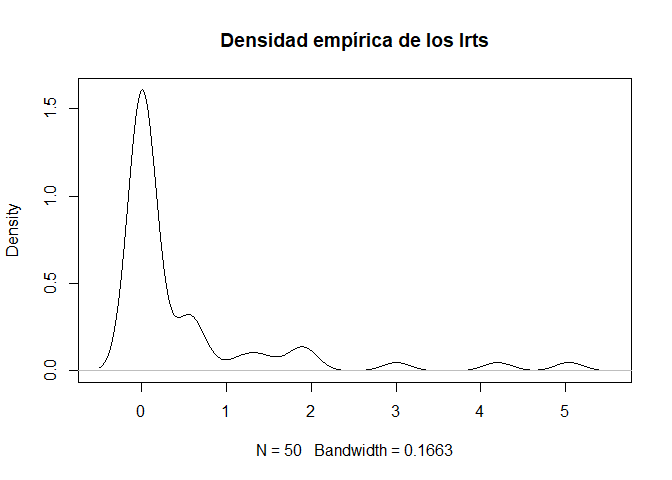 Densidad empírica de los lrts
Density
0.0 0.5 1.0 1.5
0 1 2 3 4 5
N = 50 Bandwidth = 0.1663